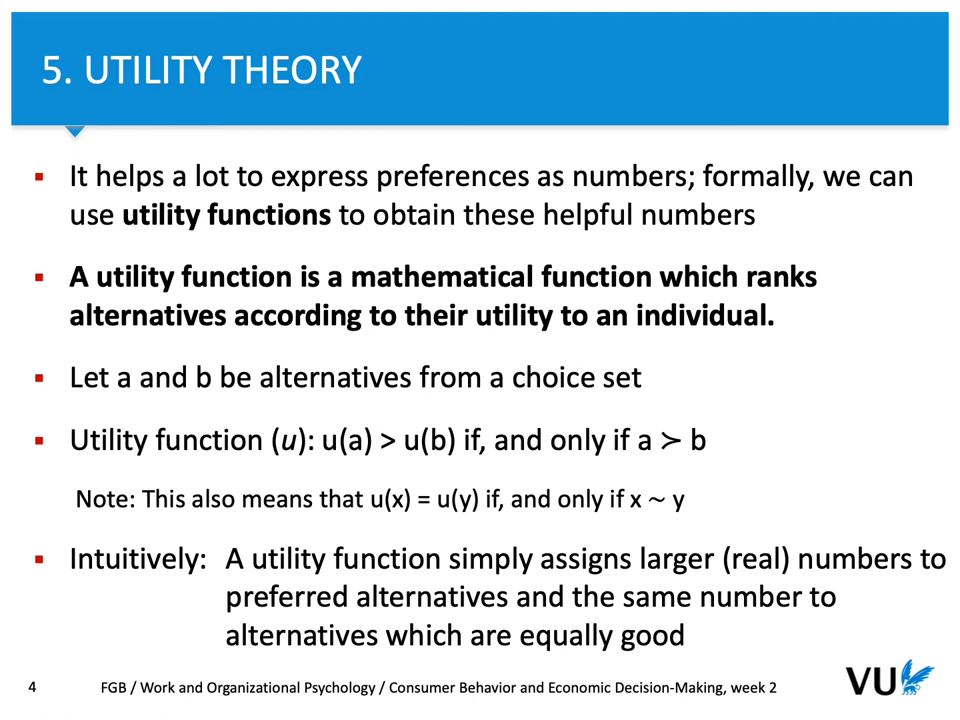 5. UTILITY THEORY
▪ It helps a lot to express preferences as numbers; formally, we can
use utility functions to obtain these helpful numbers
▪ A utility function is a mathematical function which ranks
alternatives according to their utility to an individual.
▪ Let a and b be alternatives from a choice set
▪ Utility function (u): u(a) > u(b) if, and only if a ≻ b
Note: This also means that u(x) = u(y) if, and only if x ∼ y
▪ Intuitively: A utility function simply assigns larger (real) numbers to
preferred alternatives and the same number to
alternatives which are equally good
4 FGB / Work and Organizational Psychology / Consumer Behavior and Economic Decision-Making, week 2
VU